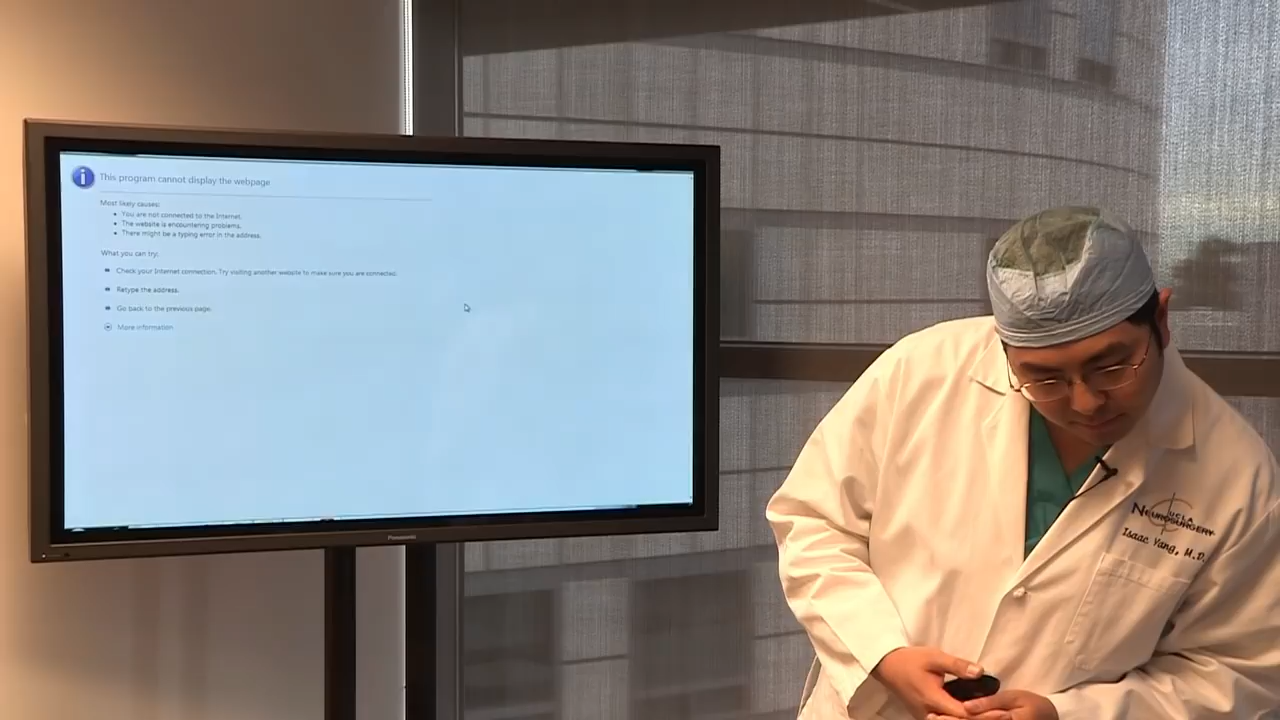 This program cannot display the webpage
Most likely causes:
You are not connected to the Internet.
The website is encountering problems.
There might be a typing error in the address.
What you can try:
Check your Internet connection. Try visiting another website to make sure you are connected.
Retype the address.
Go back to the previous page.
More information
Panasonic
UCLA
NEUROSURGERY
Isaac Yang, M.D.